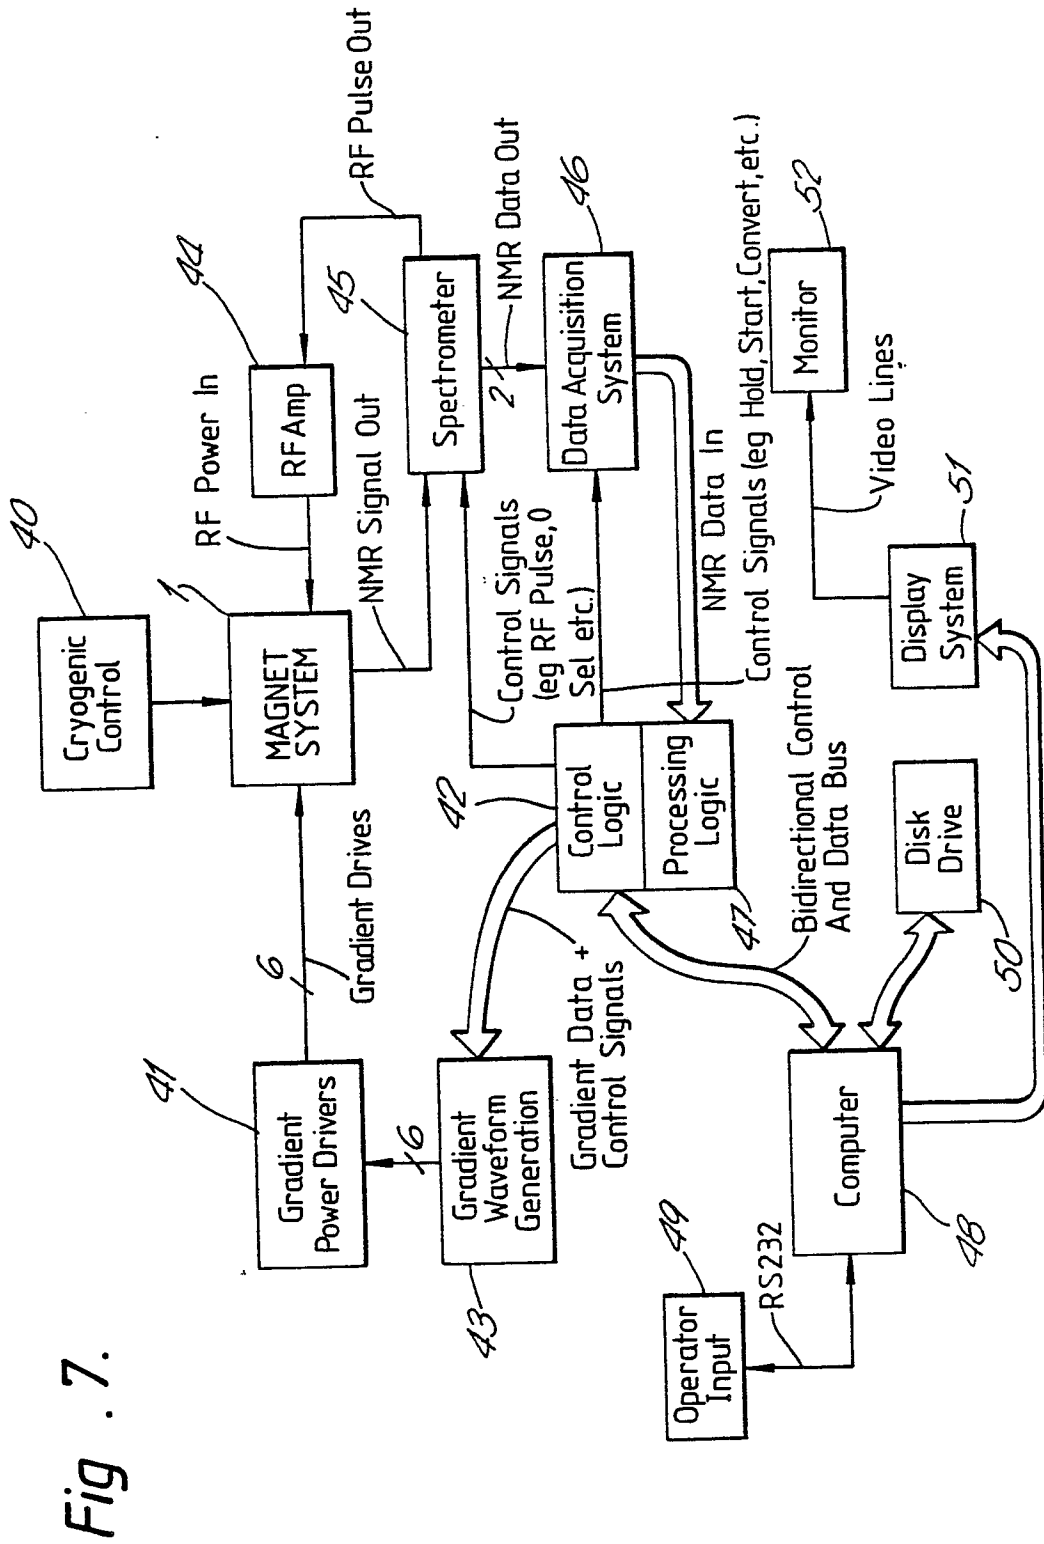 Fig . 7.
40
Cryogenic
Control
1
MAGNET
SYSTEM
RF Power In
44
RF Amp
RF Pulse Out
NMR Signal Out
45
Spectrometer
2
NMR Data Out
46
Data Acquisition
System
41
Gradient
Power Drivers
6
Gradient Drives
6
43
Gradient
Waveform
Generation
Gradient Data +
Control Signals
42
Control
Logic
Processing
Logic
47
Control Signals
(eg RF Pulse,0
Sel etc.)
NMR Data In
Control Signals (eg Hold, Start, Convert, etc.)
Bidirectional Control
And Data Bus
49
Operator
Input
RS232
Computer
48
Disk
Drive
50
Display
System
51
Video Lines
Monitor
52